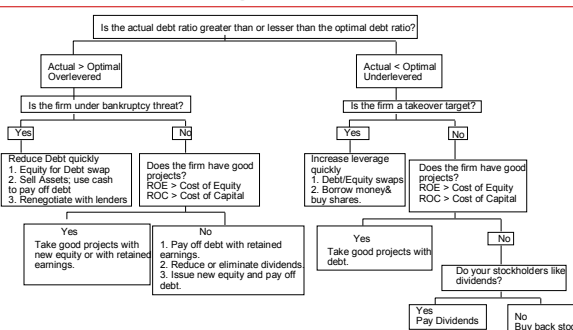 Is the actual debt ratio greater than or lesser than the optimal debt ratio?
Actual > Optimal
Overlevered
Actual < Optimal
Underlevered
Is the firm under bankruptcy threat?
Is the firm a takeover target?
Yes
No
Yes
No
Reduce Debt quickly
1. Equity for Debt swap
2. Sell Assets; use cash
to pay off debt
3. Renegotiate with lenders
Does the firm have good
projects?
ROE > Cost of Equity
ROC > Cost of Capital
Increase leverage
quickly
1. Debt/Equity swaps
2. Borrow money&
buy shares.
Does the firm have good
projects?
ROE > Cost of Equity
ROC > Cost of Capital
Yes
Take good projects with
new equity or with retained
earnings.
No
1. Pay off debt with retained
earnings.
2. Reduce or eliminate dividends.
3. Issue new equity and pay off
debt.
Yes
Take good projects with
debt.
No
Do your stockholders like
dividends?
Yes
Pay Dividends
No
Buy back